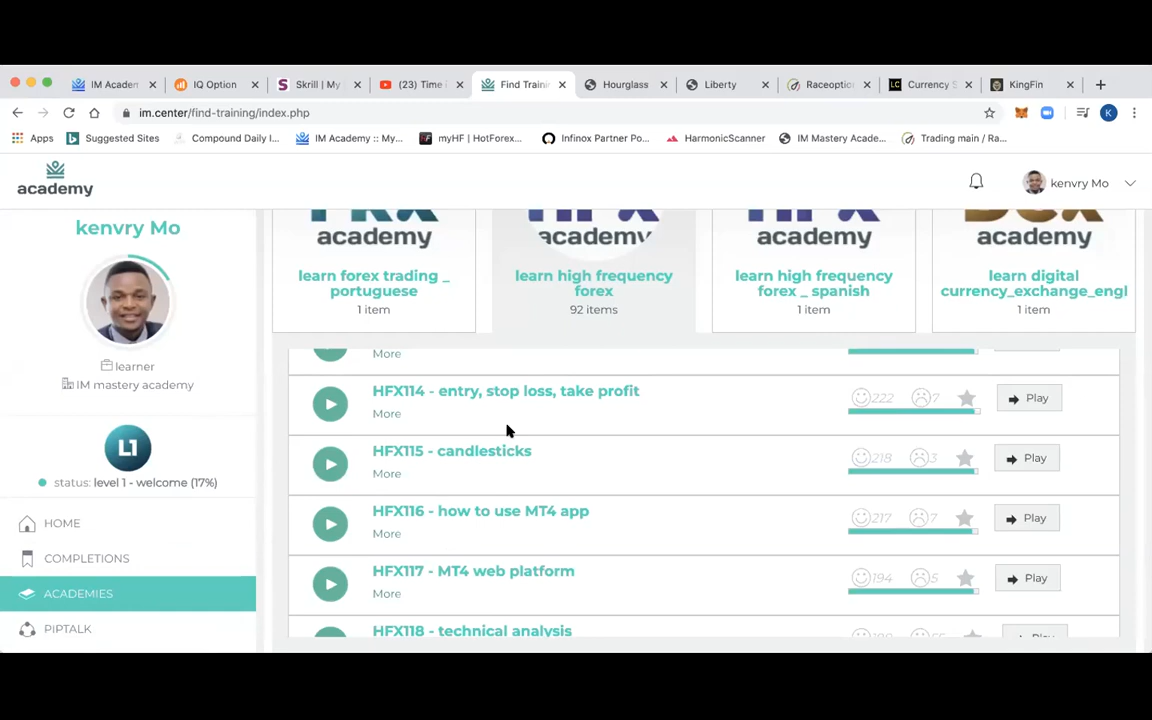 IM Academ
IQ Option
Skrill | My
(23) Time
Find Traini
Hourglass
Liberty
Raceoptio
Currency S
KingFin
im.center/find-training/index.php
K
Apps
Suggested Sites
Compound Daily I...
IM Academy :: My...
myHF | HotForex...
Infinox Partner Po...
HarmonicScanner
IM Mastery Acade...
Trading main / Ra...
academy
kenvry Mo
kenvry Mo
learner
IM mastery academy
L1
status: level 1 - welcome (17%)
HOME
COMPLETIONS
ACADEMIES
PIPTALK
academy
learn forex trading _
portuguese
1 item
academy
learn high frequency
forex
92 items
academy
learn high frequency
forex _ spanish
1 item
academy
learn digital
currency_exchange_engl
1 item
More
HFX114 - entry, stop loss, take profit
More
222
7
Play
HFX115 - candlesticks
More
218
3
Play
HFX116 - how to use MT4 app
More
217
7
Play
HFX117 - MT4 web platform
More
194
5
Play
HFX118 - technical analysis
Play